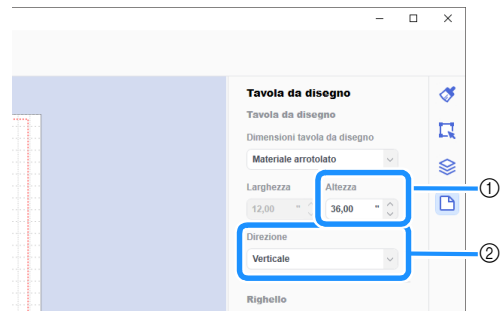 Tavola da disegno
Tavola da disegno
Dimensioni tavola da disegno
Materiale arrotolato
Larghezza Altezza
12,00 " 36,00 "
①
Direzione
Verticale
②
Righello